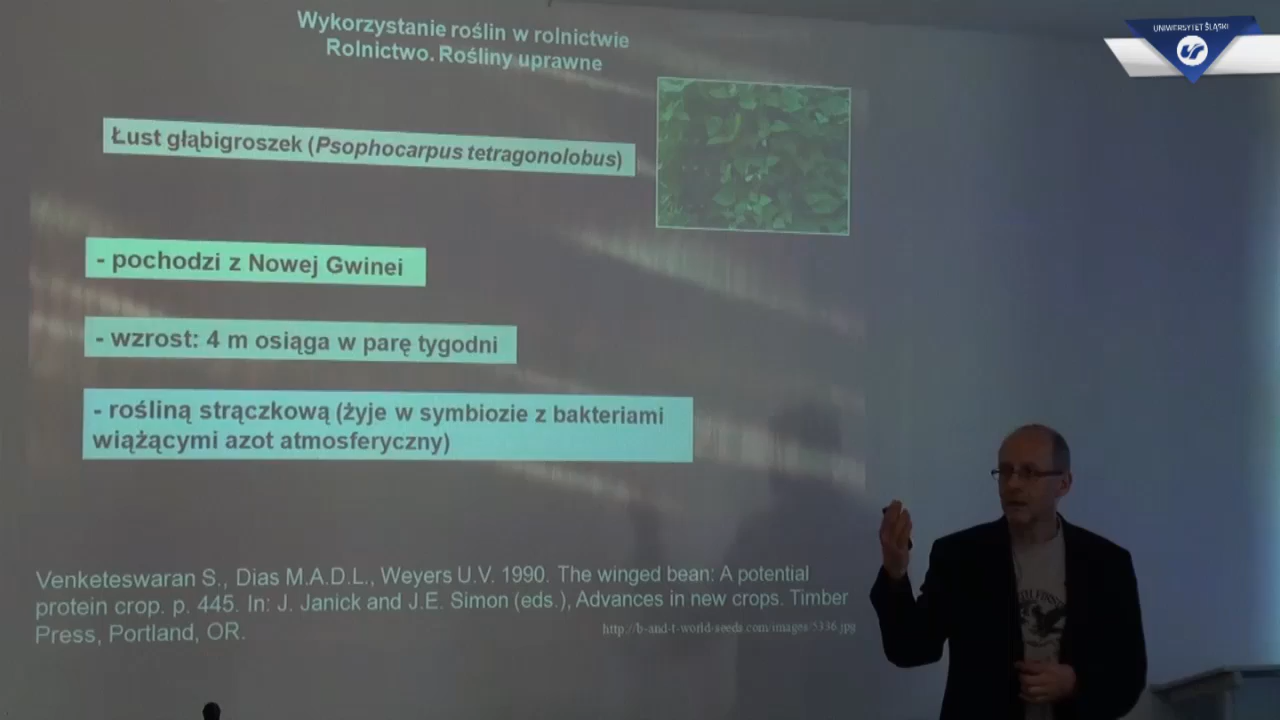 UNIWERSYTET ŚLĄSKI
Wykorzystanie roślin w rolnictwie
Rolnictwo. Rośliny uprawne
Łust głąbigroszek (Psophocarpus tetragonolobus)
- pochodzi z Nowej Gwinei
- wzrost: 4 m osiąga w parę tygodni
- rośliną strączkową (żyje w symbiozie z bakteriami
wiążącymi azot atmosferyczny)
Venketeswaran S., Dias M.A.D.L., Weyers U.V. 1990. The winged bean: A potential
protein crop. p. 445. In: J. Janick and J.E. Simon (eds.), Advances in new crops. Timber
Press, Portland, OR.
http://b-and-t-world-seeds.com/images/5336.jpg